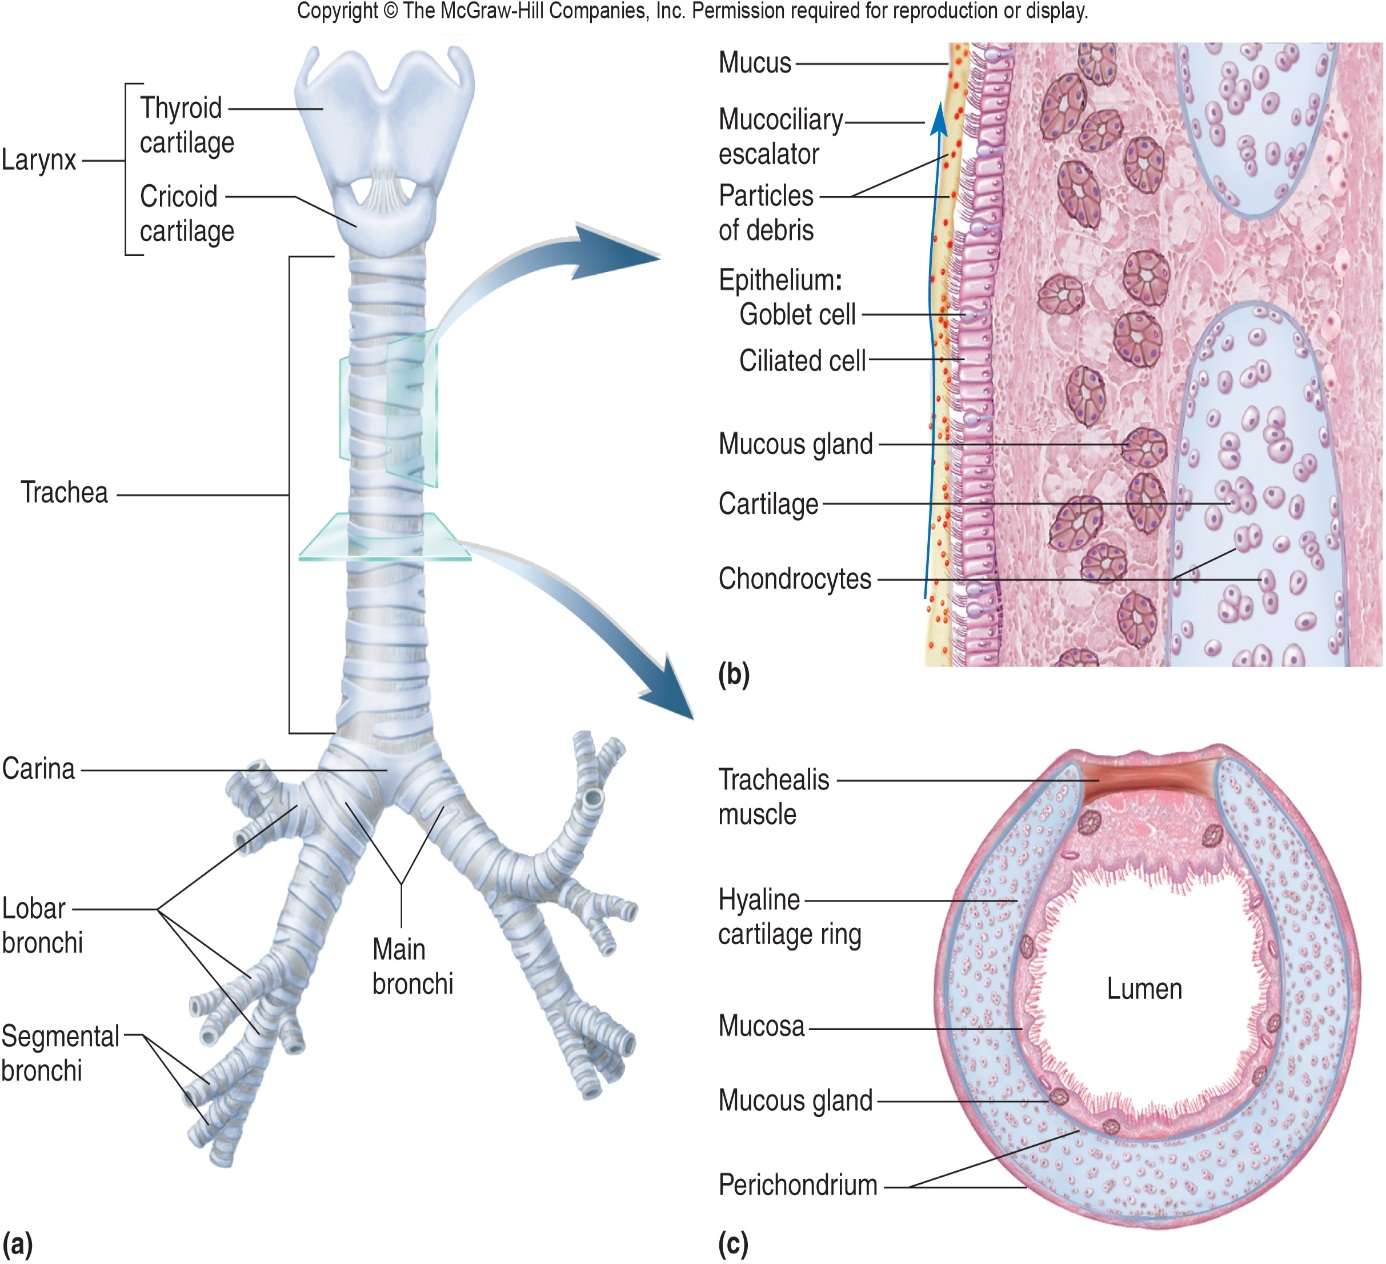 Copyright © The McGraw-Hill Companies, Inc. Permission required for reproduction or display.
Larynx
Thyroid
cartilage
Cricoid
cartilage
Trachea
Carina
Lobar
bronchi
Main
bronchi
Segmental
bronchi
(a)
Mucus
Mucociliary
escalator
Particles
of debris
Epithelium:
Goblet cell
Ciliated cell
Mucous gland
Cartilage
Chondrocytes
(b)
Trachealis
muscle
Hyaline
cartilage ring
Lumen
Mucosa
Mucous gland
Perichondrium
(c)